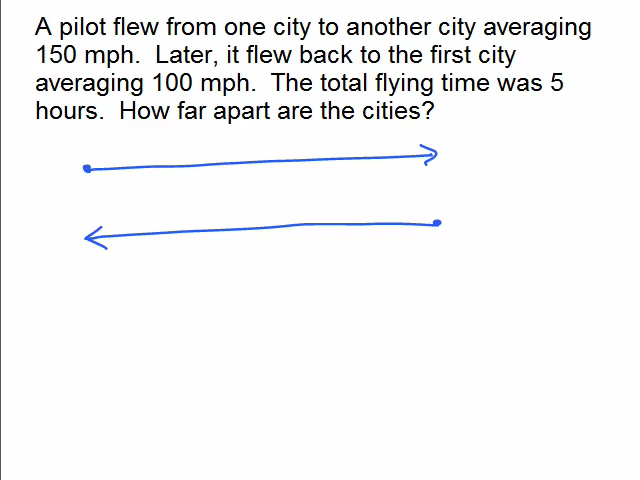 A pilot flew from one city to another city averaging
150 mph.  Later, it flew back to the first city
averaging 100 mph.  The total flying time was 5
hours.  How far apart are the cities?